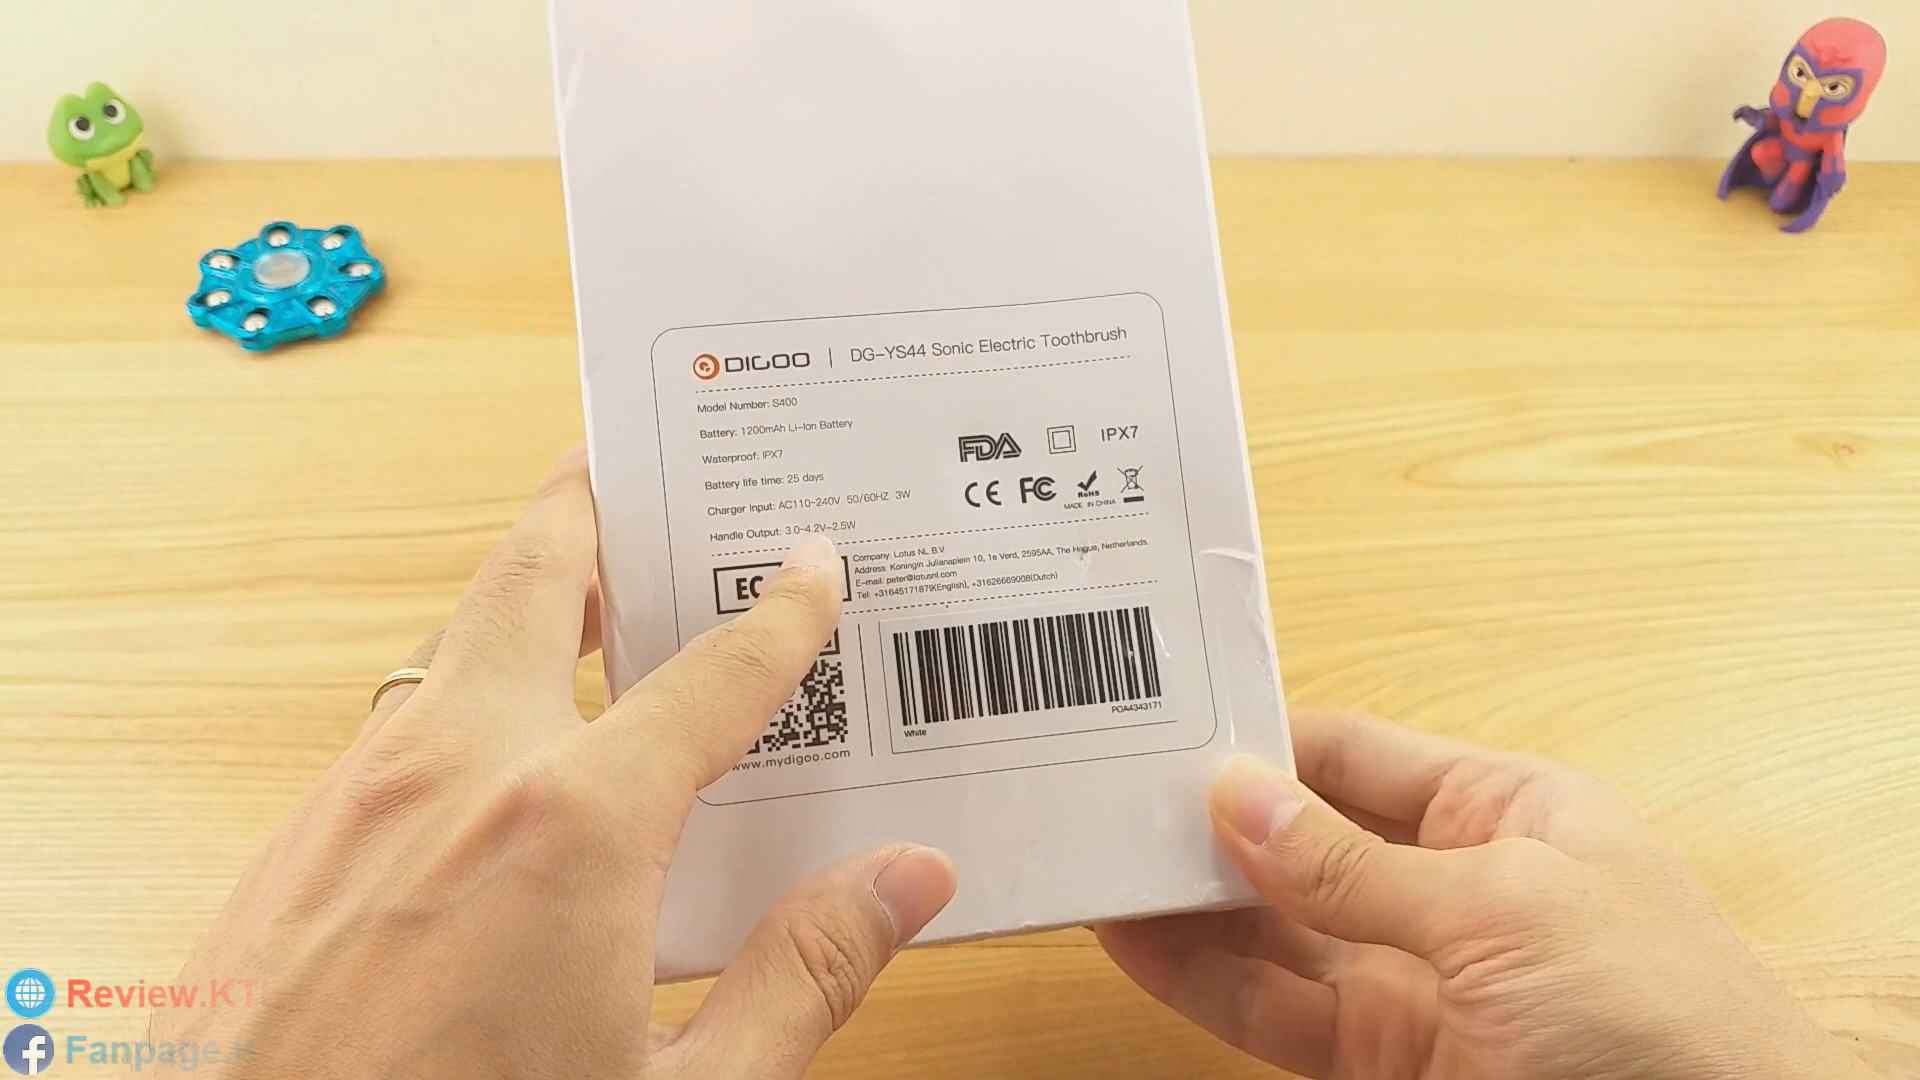 DIGOO | DG-YS44 Sonic Electric Toothbrush
Model Number: S400
Battery: 1200mAh Li-Ion Battery
Waterproof: IPX7
Battery life time: 25 days
Charger Input: AC110~240V 50/60HZ 3W
Handle Output: 3.0~4.2V-2.5W
FDA
IPX7
CE FC RoHS
MADE IN CHINA
EC
Company: Lotus NL B.V
Address: Koningin Julianaplein 10, 1e Verd, 2595AA, The Hague, Netherlands.
E-mail: peter@lotusnl.com
Tel: +31645171879(English), +31626669008(Dutch)
www.mydigoo.com
White
POA4343171
Review.KT
Fanpage.K